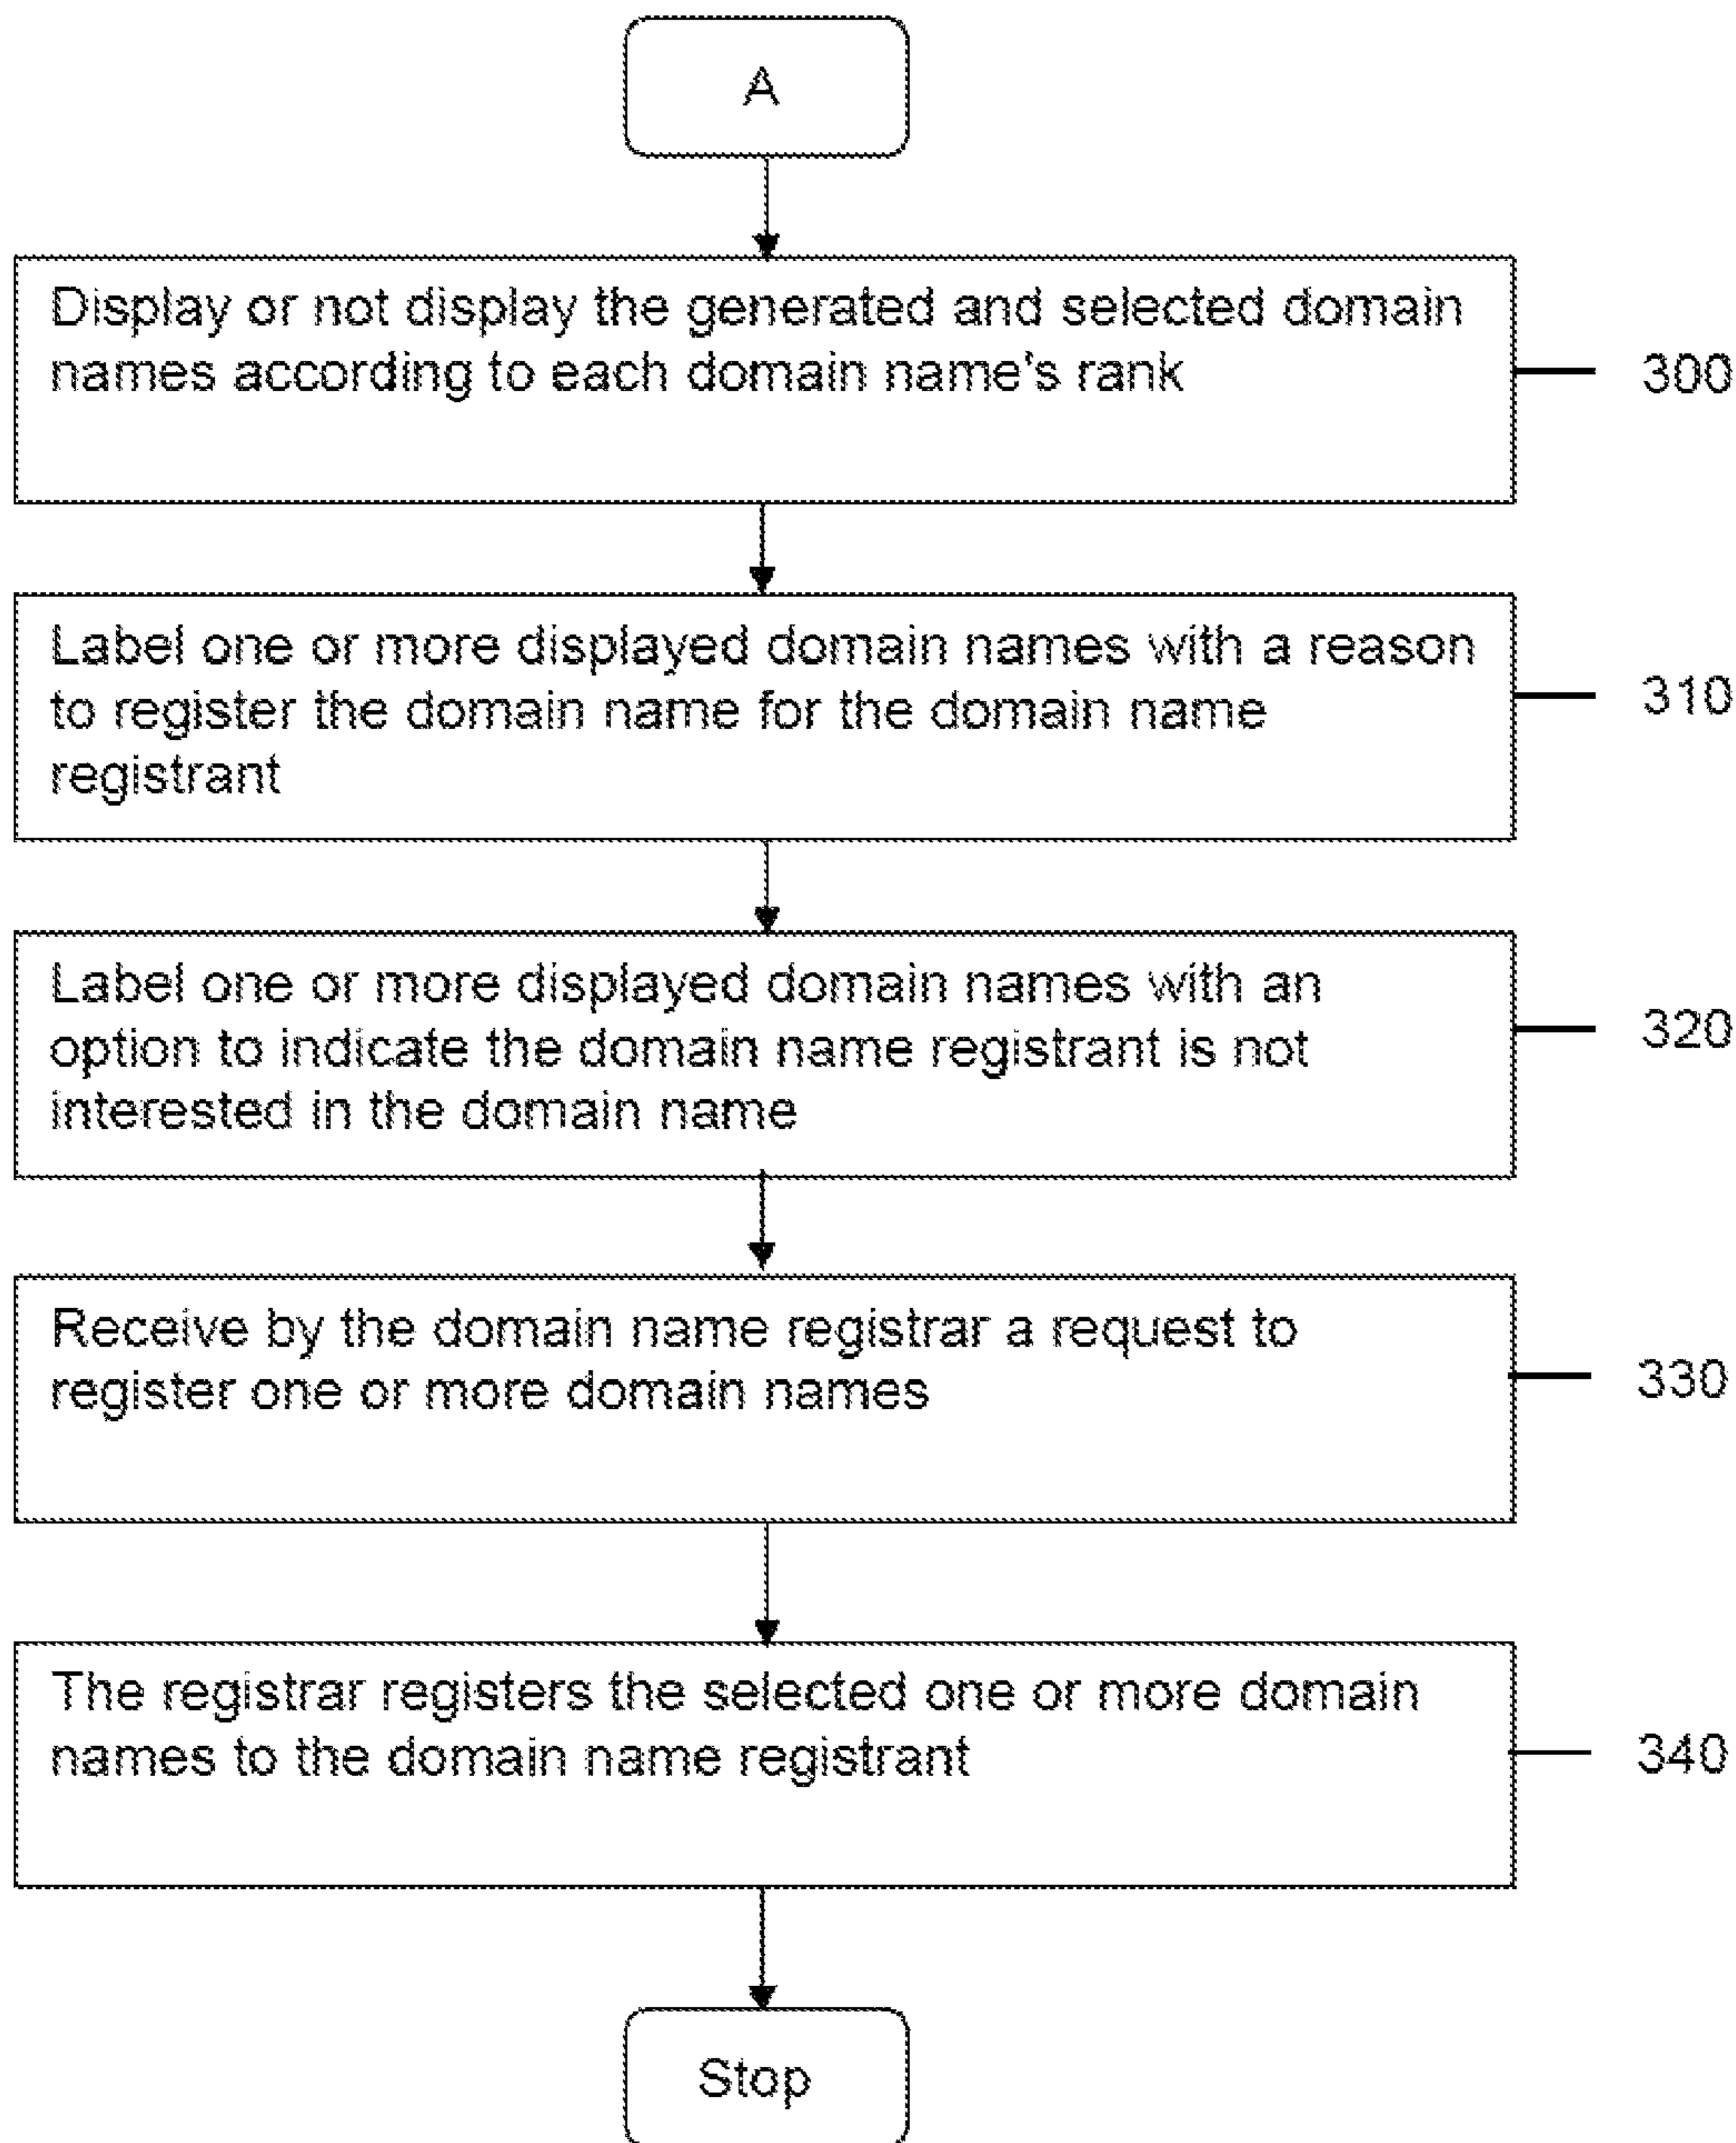 A
Display or not display the generated and selected domain
names according to each domain name's rank
300
Label one or more displayed domain names with a reason
to register the domain name for the domain name
registrant
310
Label one or more displayed domain names with an
option to indicate the domain name registrant is not
interested in the domain name
320
Receive by the domain name registrar a request to
register one or more domain names
330
The registrar registers the selected one or more domain
names to the domain name registrant
340
Stop